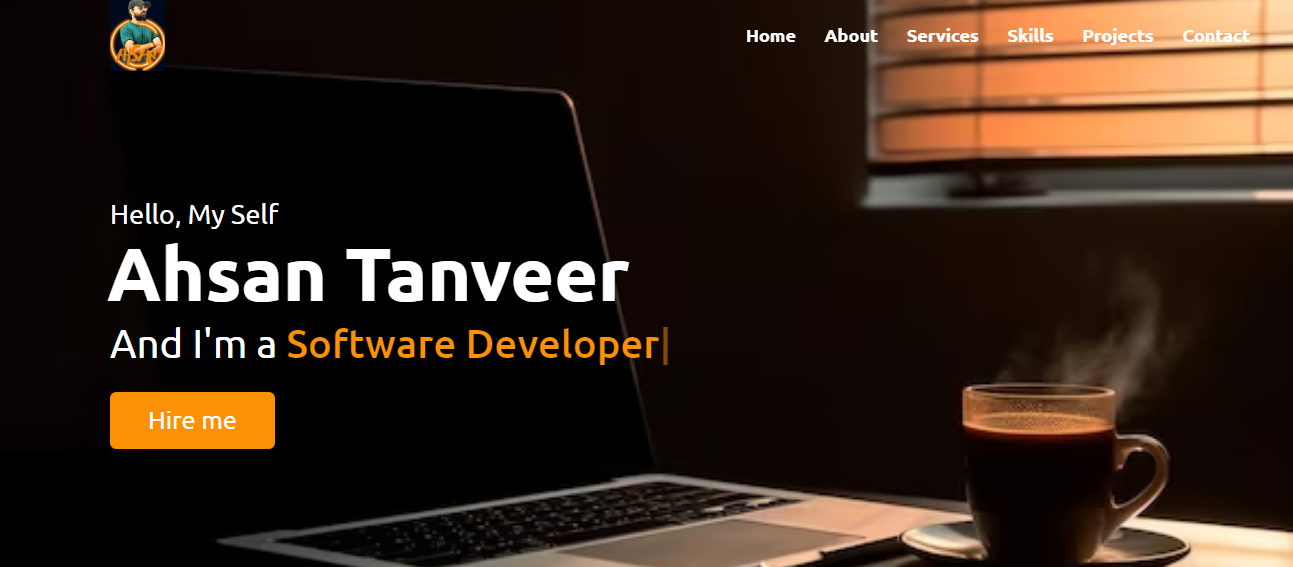 Home About Services Skills Projects Contact
Hello, My Self
Ahsan Tanveer
And I'm a Software Developer
Hire me